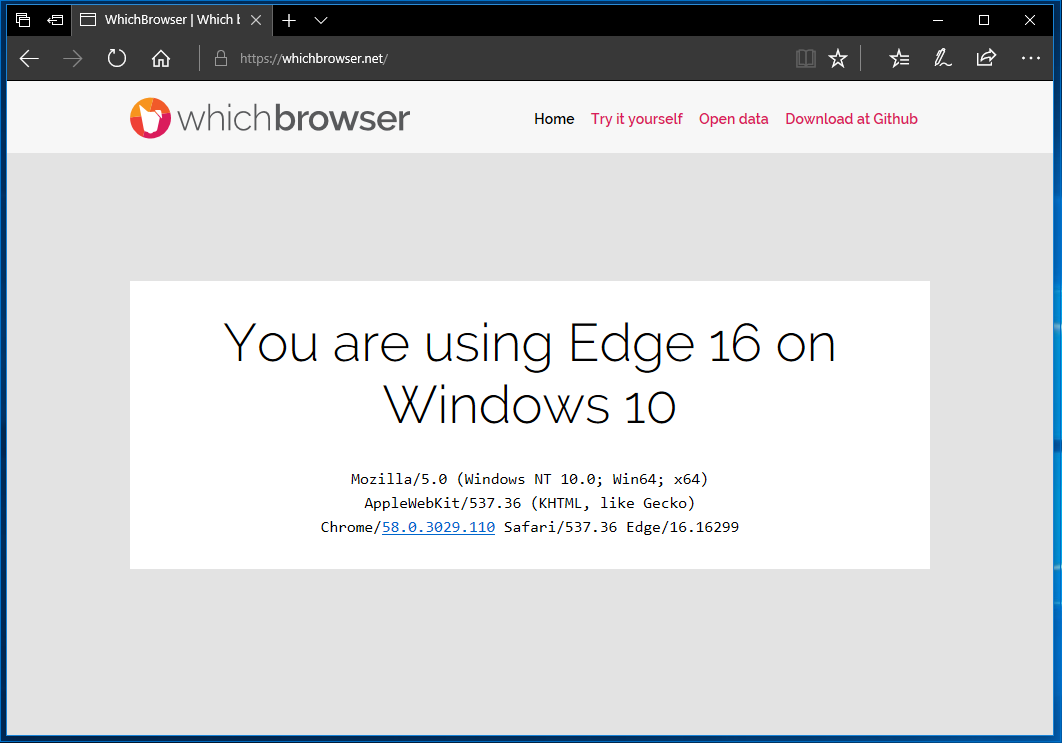 WhichBrowser | Which b
https://whichbrowser.net/
whichbrowser
Home Try it yourself Open data Download at Github
You are using Edge 16 on
Windows 10
Mozilla/5.0 (Windows NT 10.0; Win64; x64)
AppleWebKit/537.36 (KHTML, like Gecko)
Chrome/58.0.3029.110 Safari/537.36 Edge/16.16299